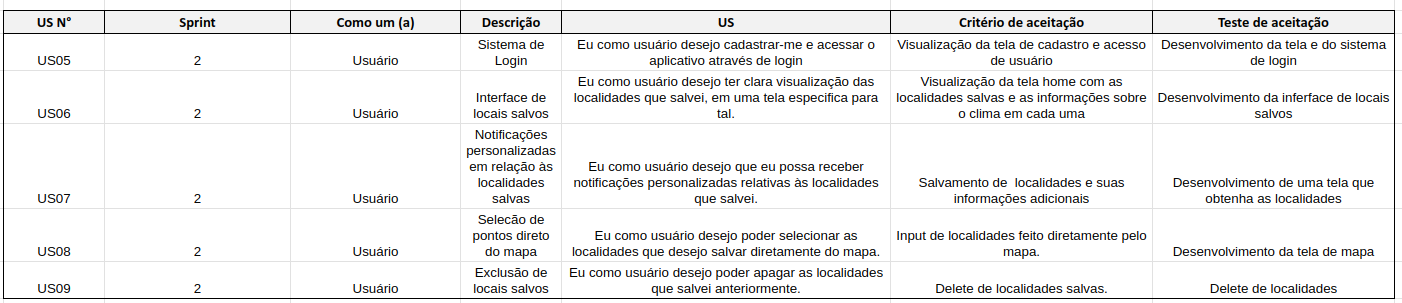 US N° Sprint Como um (a) Descrição US Critério de aceitação Teste de aceitação
US05 2 Usuário Sistema de Login Eu como usuário desejo cadastrar-me e acessar o aplicativo através de login Visualização da tela de cadastro e acesso de usuário Desenvolvimento da tela e do sistema de login
US06 2 Usuário Interface de locais salvos Eu como usuário desejo ter clara visualização das localidades que salvei, em uma tela especifica para tal. Visualização da tela home com as localidades salvas e as informações sobre o clima em cada uma Desenvolvimento da inferface de locais salvos
US07 2 Usuário Notificações personalizadas em relação às localidades salvas Eu como usuário desejo que eu possa receber notificações personalizadas relativas às localidades que salvei. Salvamento de  localidades e suas informações adicionais Desenvolvimento de uma tela que obtenha as localidades
US08 2 Usuário Selecão de pontos direto do mapa Eu como usuário desejo poder selecionar as localidades que desejo salvar diretamente do mapa. Input de localidades feito diretamente pelo mapa. Desenvolvimento da tela de mapa
US09 2 Usuário Exclusão de locais salvos Eu como usuário desejo poder apagar as localidades que salvei anteriormente. Delete de localidades salvas. Delete de localidades